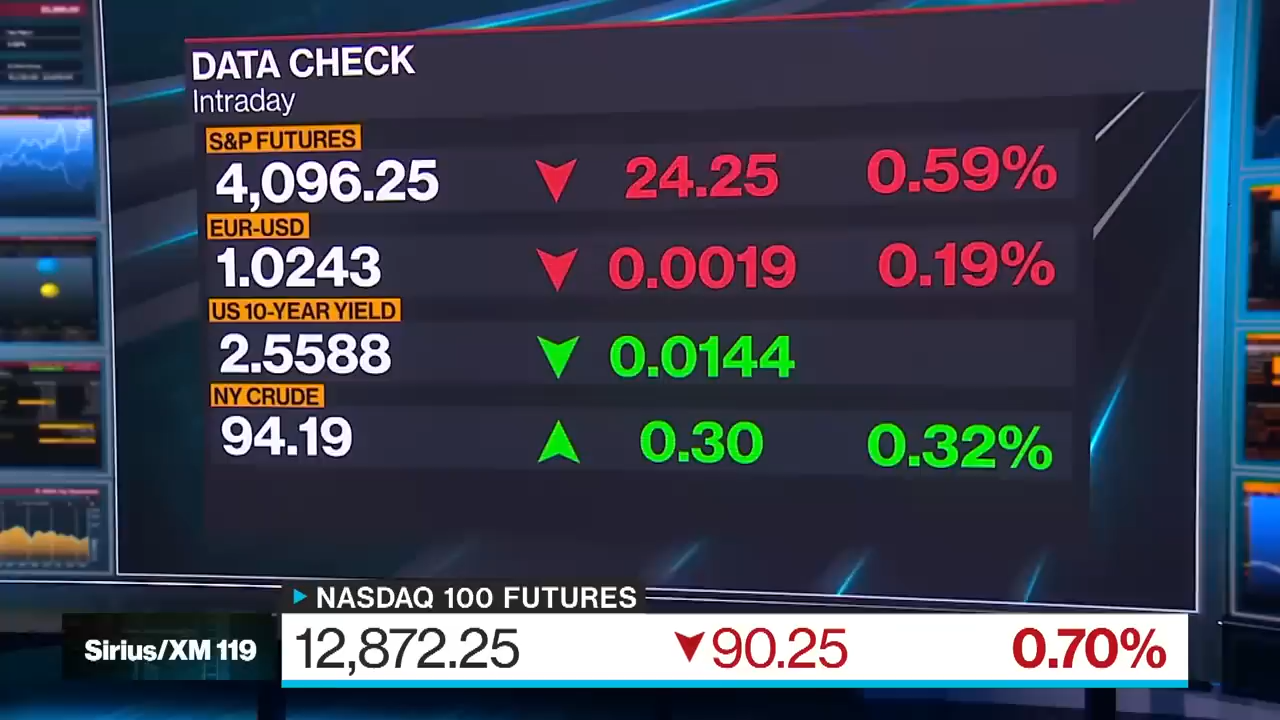 DATA CHECK
Intraday
S&P FUTURES
4,096.25 ▼ 24.25 0.59%
EUR-USD
1.0243 ▼ 0.0019 0.19%
US 10-YEAR YIELD
2.5588 ▼ 0.0144
NY CRUDE
94.19 ▲ 0.30 0.32%
▶ NASDAQ 100 FUTURES
Sirius/XM 119 12,872.25 ▼90.25 0.70%